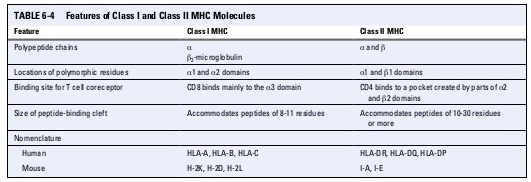 TABLE 6-4 Features of Class I and Class II MHC Molecules
Feature Class I MHC Class II MHC
Polypeptide chains α α and β
β2-microglobulin
Locations of polymorphic residues α1 and α2 domains α1 and β1 domains
Binding site for T cell coreceptor CD8 binds mainly to the α3 domain CD4 binds to a pocket created by parts of α2
and β2 domains
Size of peptide-binding cleft Accommodates peptides of 8-11 residues Accommodates peptides of 10-30 residues
or more
Nomenclature
Human HLA-A, HLA-B, HLA-C HLA-DR, HLA-DQ, HLA-DP
Mouse H-2K, H-2D, H-2L I-A, I-E